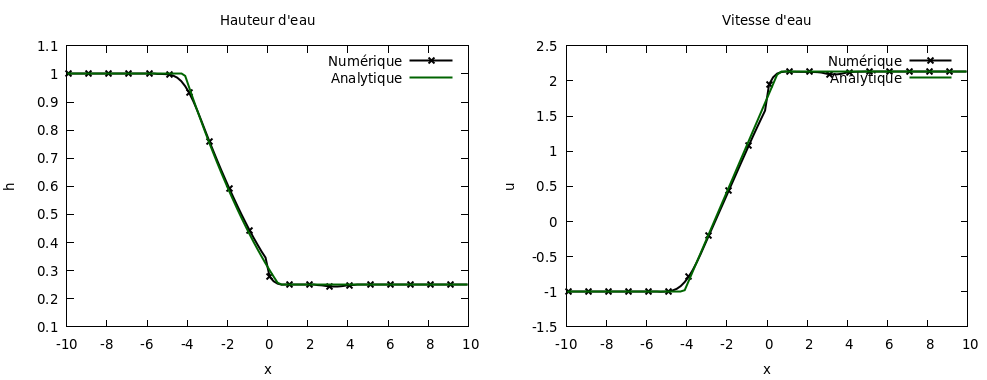 Hauteur d'eau
1.1
1
0.9
0.8
0.7
0.6
0.5
0.4
0.3
0.2
0.1
h
Numérique
Analytique
-10 -8 -6 -4 -2 0 2 4 6 8 10
x
Vitesse d'eau
2.5
2
1.5
1
0.5
0
-0.5
-1
-1.5
u
Numérique
Analytique
-10 -8 -6 -4 -2 0 2 4 6 8 10
x